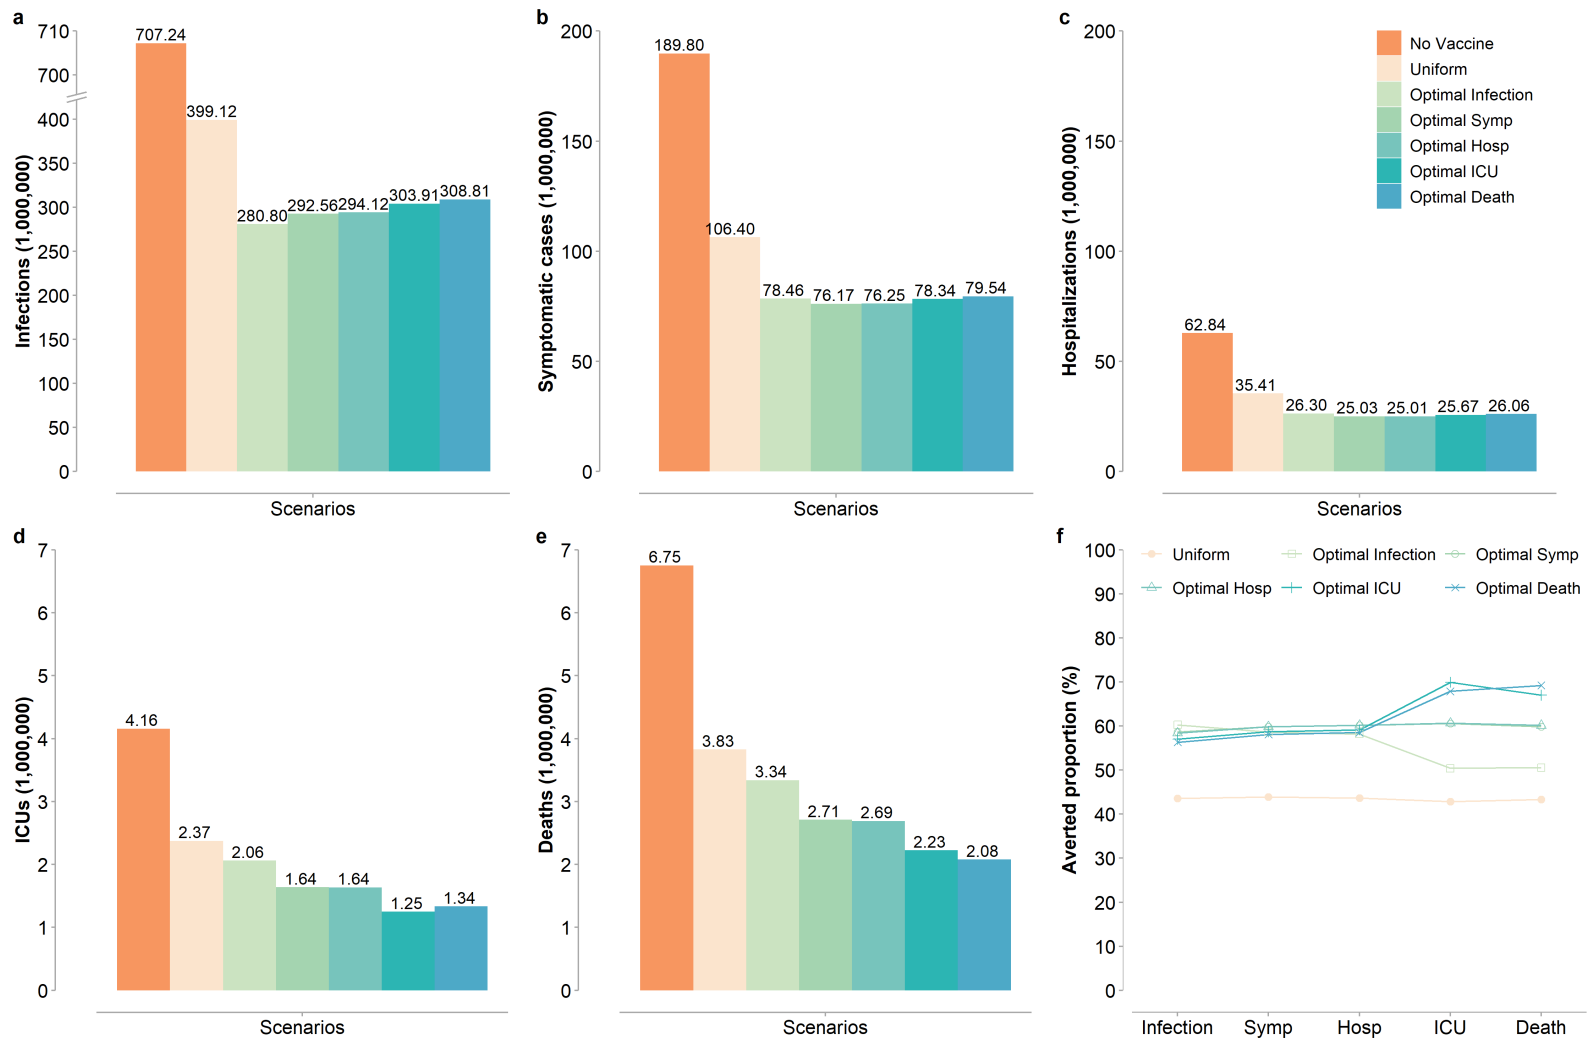 a
Infections (1,000,000)
710
700
400
350
300
250
200
150
100
50
0
707.24
399.12
280.80
292.56
294.12
303.91
308.81
Scenarios
b
Symptomatic cases (1,000,000)
200
150
100
50
0
189.80
106.40
78.46
76.17
76.25
78.34
79.54
Scenarios
c
Hospitalizations (1,000,000)
200
150
100
50
0
62.84
35.41
26.30
25.03
25.01
25.67
26.06
Scenarios
No Vaccine
Uniform
Optimal Infection
Optimal Symp
Optimal Hosp
Optimal ICU
Optimal Death
d
ICUs (1,000,000)
7
6
5
4
3
2
1
0
4.16
2.37
2.06
1.64
1.64
1.25
1.34
Scenarios
e
Deaths (1,000,000)
7
6
5
4
3
2
1
0
6.75
3.83
3.34
2.71
2.69
2.23
2.08
Scenarios
f
Averted proportion (%)
100
90
80
70
60
50
40
30
20
10
0
Uniform
Optimal Infection
Optimal Symp
Optimal Hosp
Optimal ICU
Optimal Death
Infection
Symp
Hosp
ICU
Death